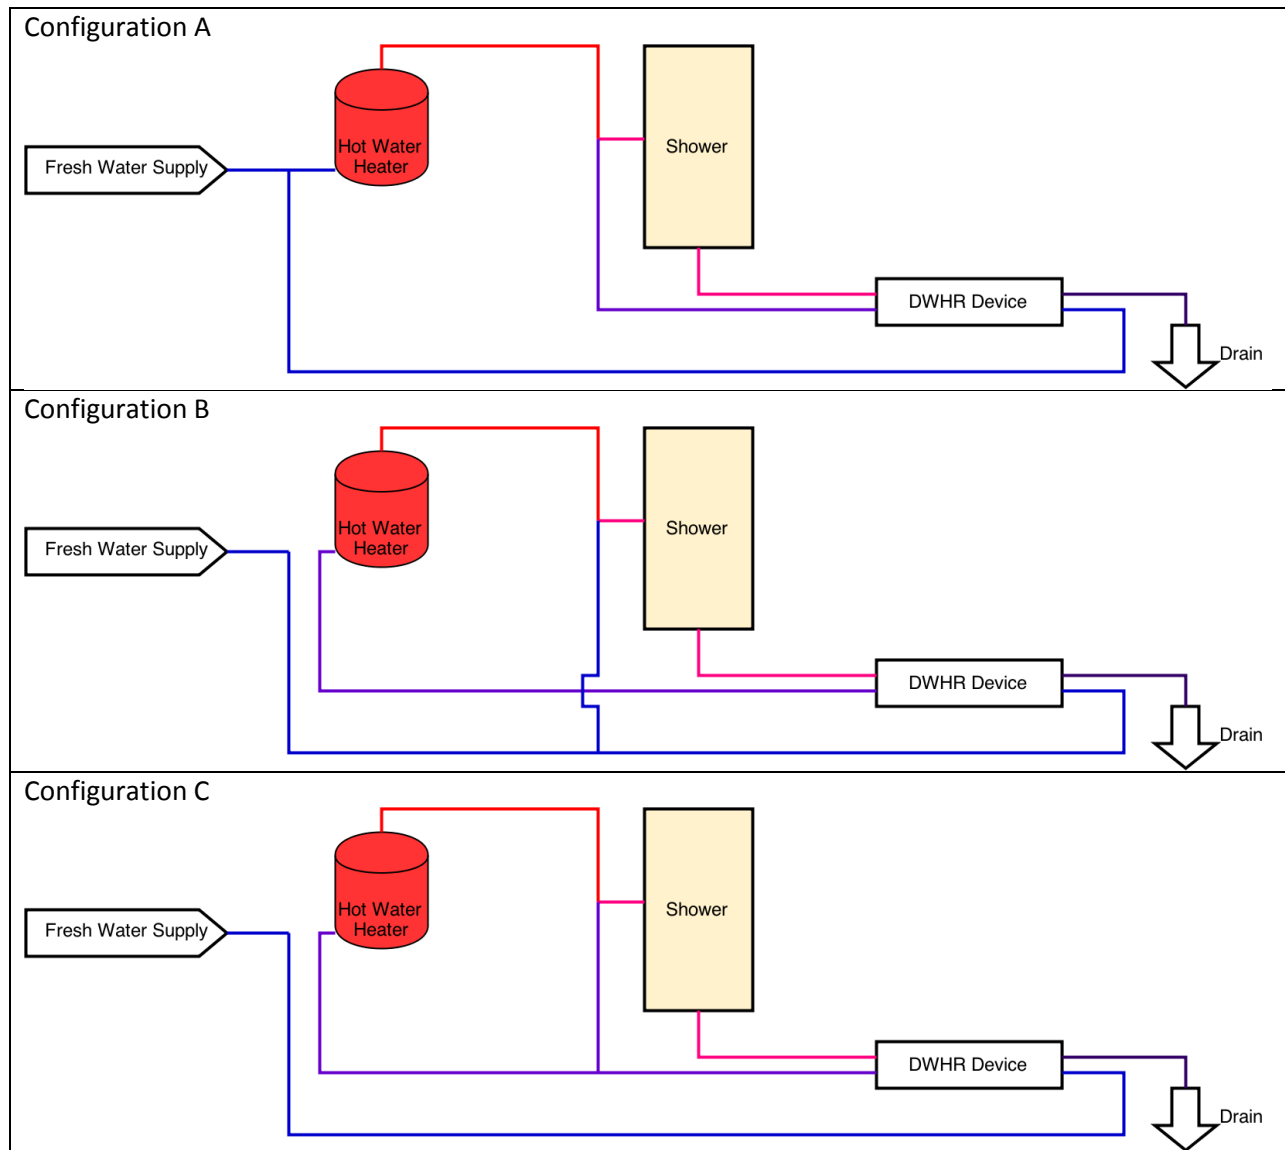 Configuration A
Hot Water
Heater
Shower
Fresh Water Supply
DWHR Device
Drain
Configuration B
Hot Water
Heater
Shower
Fresh Water Supply
DWHR Device
Drain
Configuration C
Hot Water
Heater
Shower
Fresh Water Supply
DWHR Device
Drain